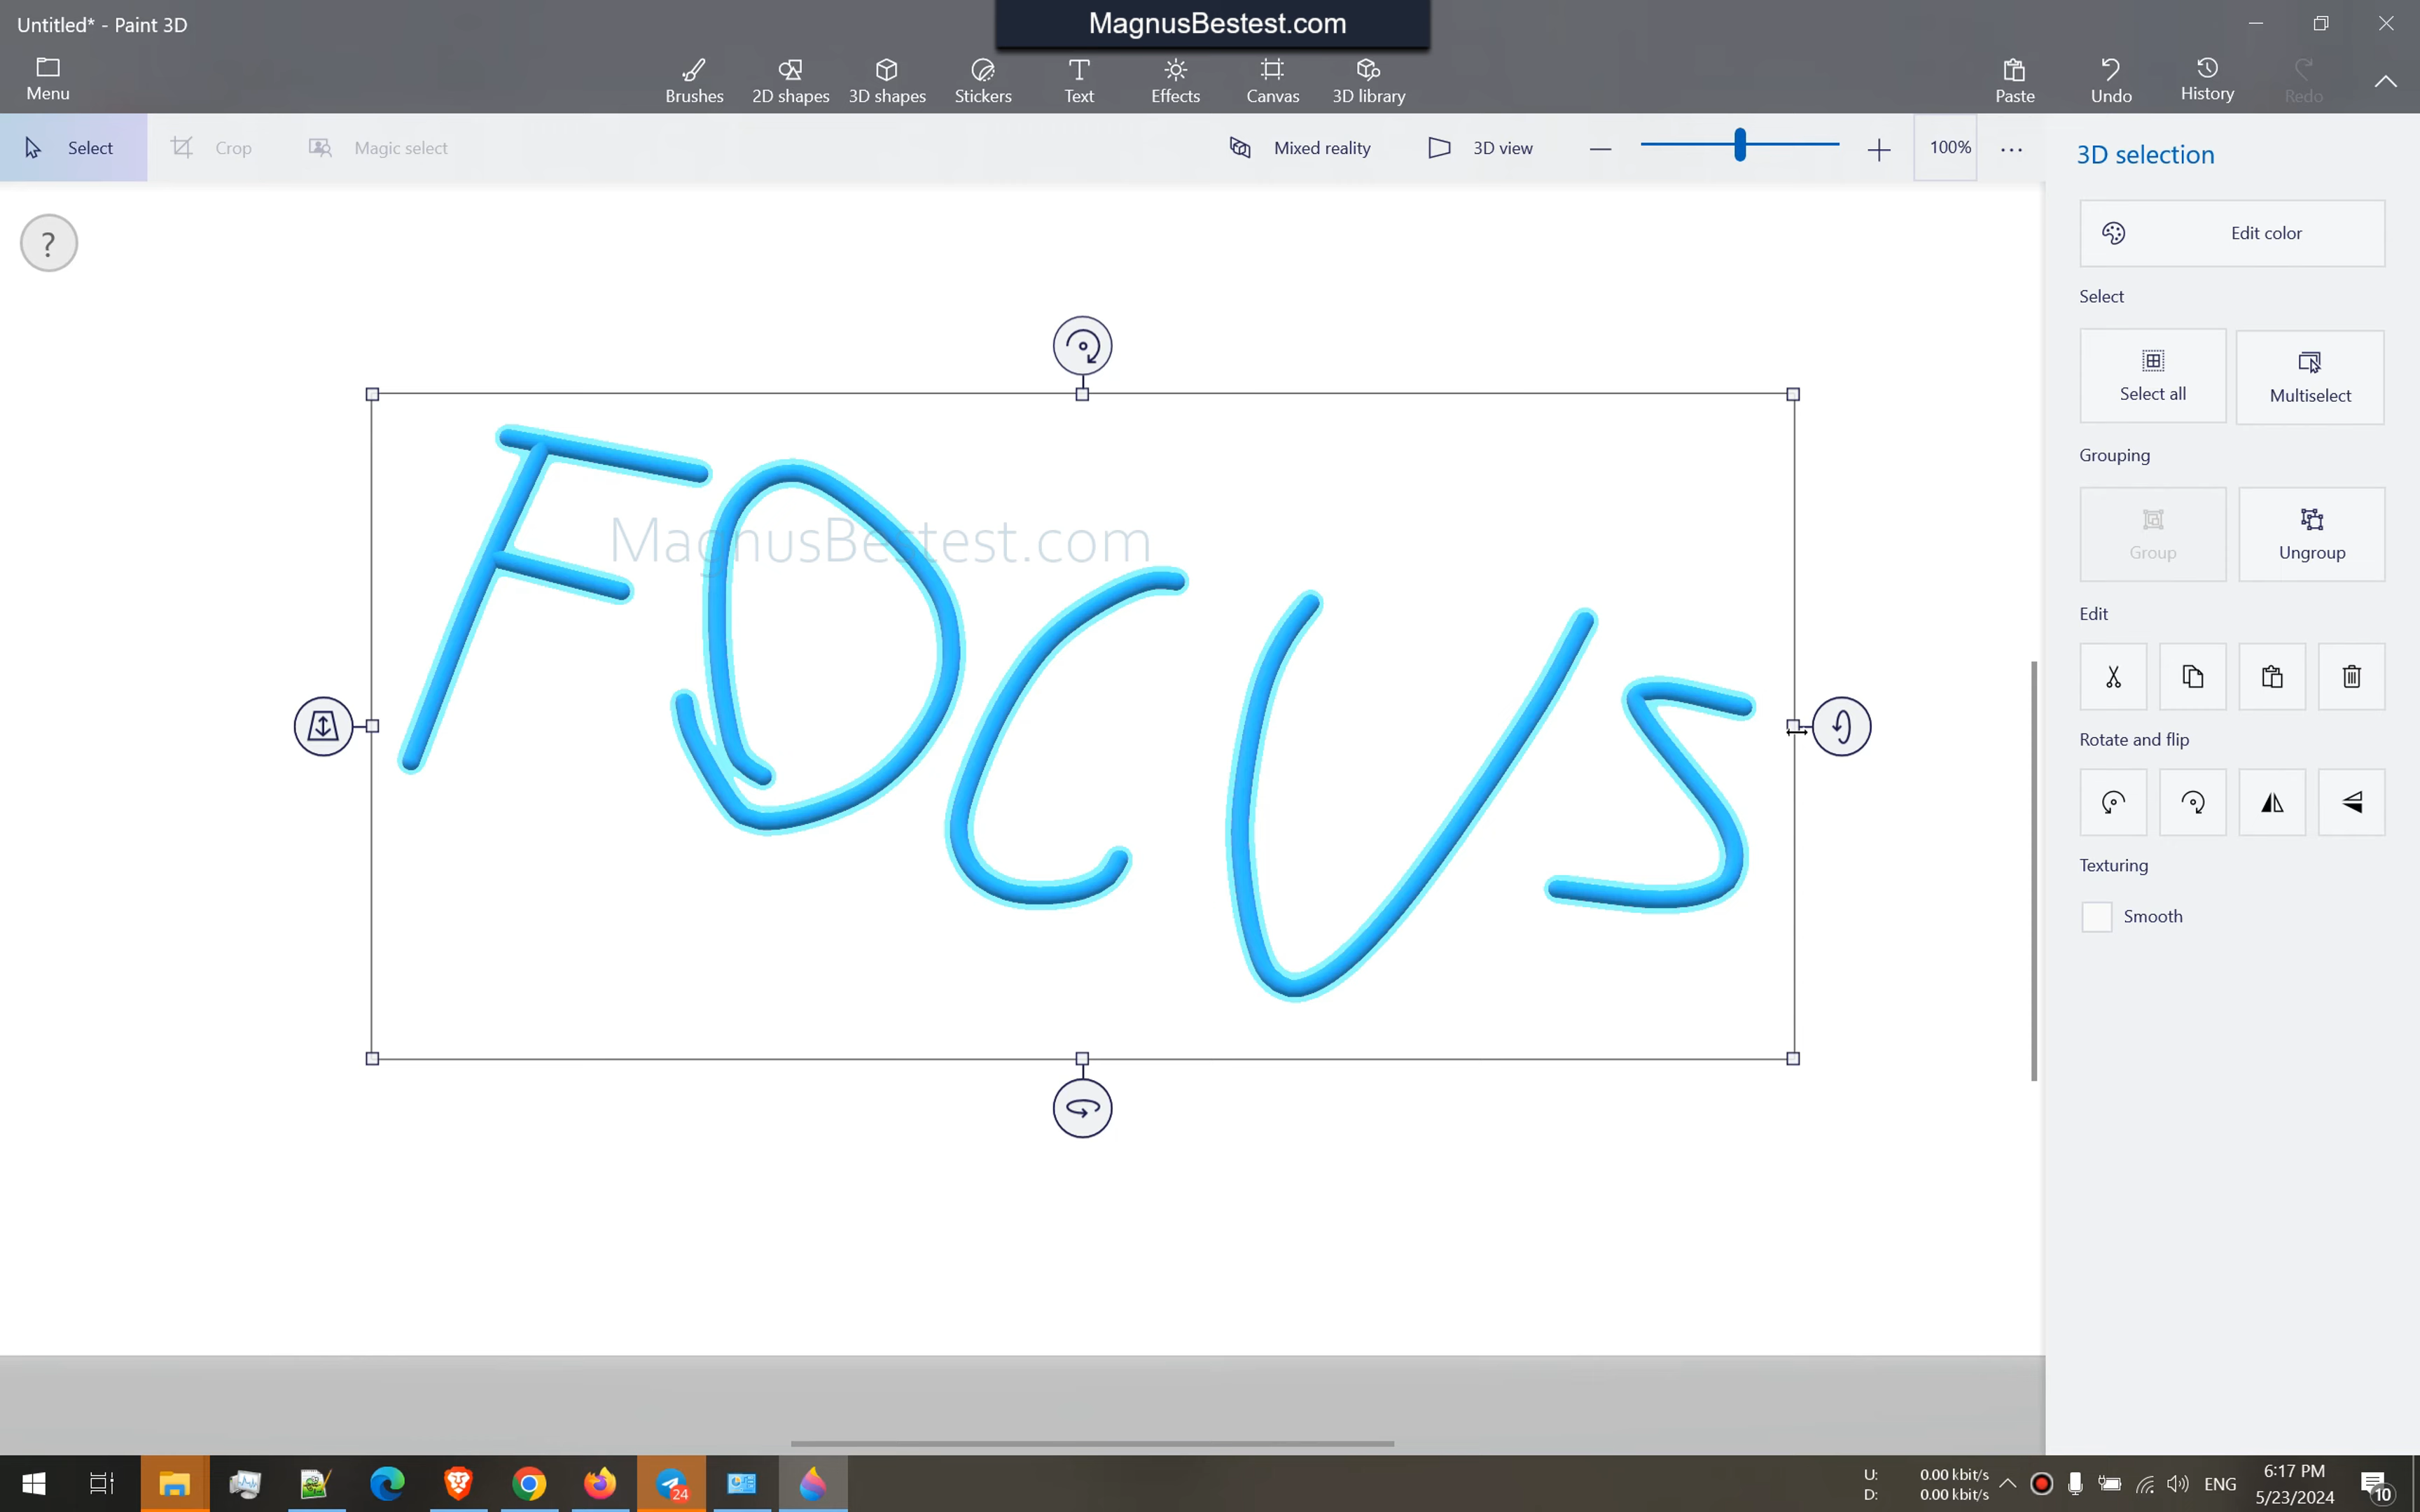 Untitled* - Paint 3D
MagnusBestest.com
Menu
Brushes 2D shapes 3D shapes Stickers Text Effects Canvas 3D library
Paste Undo History Redo
Select Crop Magic select
Mixed reality 3D view 100% ...
3D selection
?
Edit color
Select
Select all Multiselect
Grouping
Group Ungroup
Edit
Rotate and flip
Texturing
Smooth
FOCUS
MagnusBestest.com
24
U: 0.00 kbit/s
D: 0.00 kbit/s
ENG
6:17 PM
5/23/2024
10